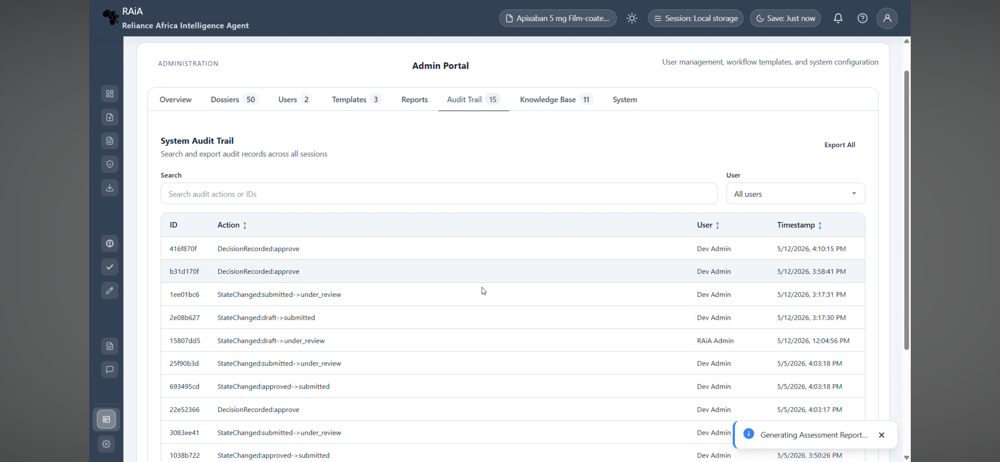 RAiA
Reliance Africa Intelligence Agent
Apixaban 5 mg Film-coate...
Session: Local storage
Save: Just now
ADMINISTRATION
Admin Portal
User management, workflow templates, and system configuration
Overview
Dossiers 50
Users 2
Templates 3
Reports
Audit Trail 15
Knowledge Base 11
System
System Audit Trail
Search and export audit records across all sessions
Export All
Search
User
Search audit actions or IDs
All users
ID Action User Timestamp
416f870f DecisionRecorded:approve Dev Admin 5/12/2026, 4:10:15 PM
b31d170f DecisionRecorded:approve Dev Admin 5/12/2026, 3:58:41 PM
1ee01bc6 StateChanged:submitted->under_review Dev Admin 5/12/2026, 3:17:31 PM
2e08b627 StateChanged:draft->submitted Dev Admin 5/12/2026, 3:17:30 PM
15807dd5 StateChanged:draft->under_review RAiA Admin 5/12/2026, 12:04:56 PM
25f90b3d StateChanged:submitted->under_review Dev Admin 5/5/2026, 4:03:18 PM
693495cd StateChanged:approved->submitted Dev Admin 5/5/2026, 4:03:18 PM
22e52366 DecisionRecorded:approve Dev Admin 5/5/2026, 4:03:17 PM
3083ee41 StateChanged:submitted->under_review Dev Admin
Generating Assessment Report...
1038b722 StateChanged:approved->submitted Dev Admin 5/5/2026, 3:50:26 PM